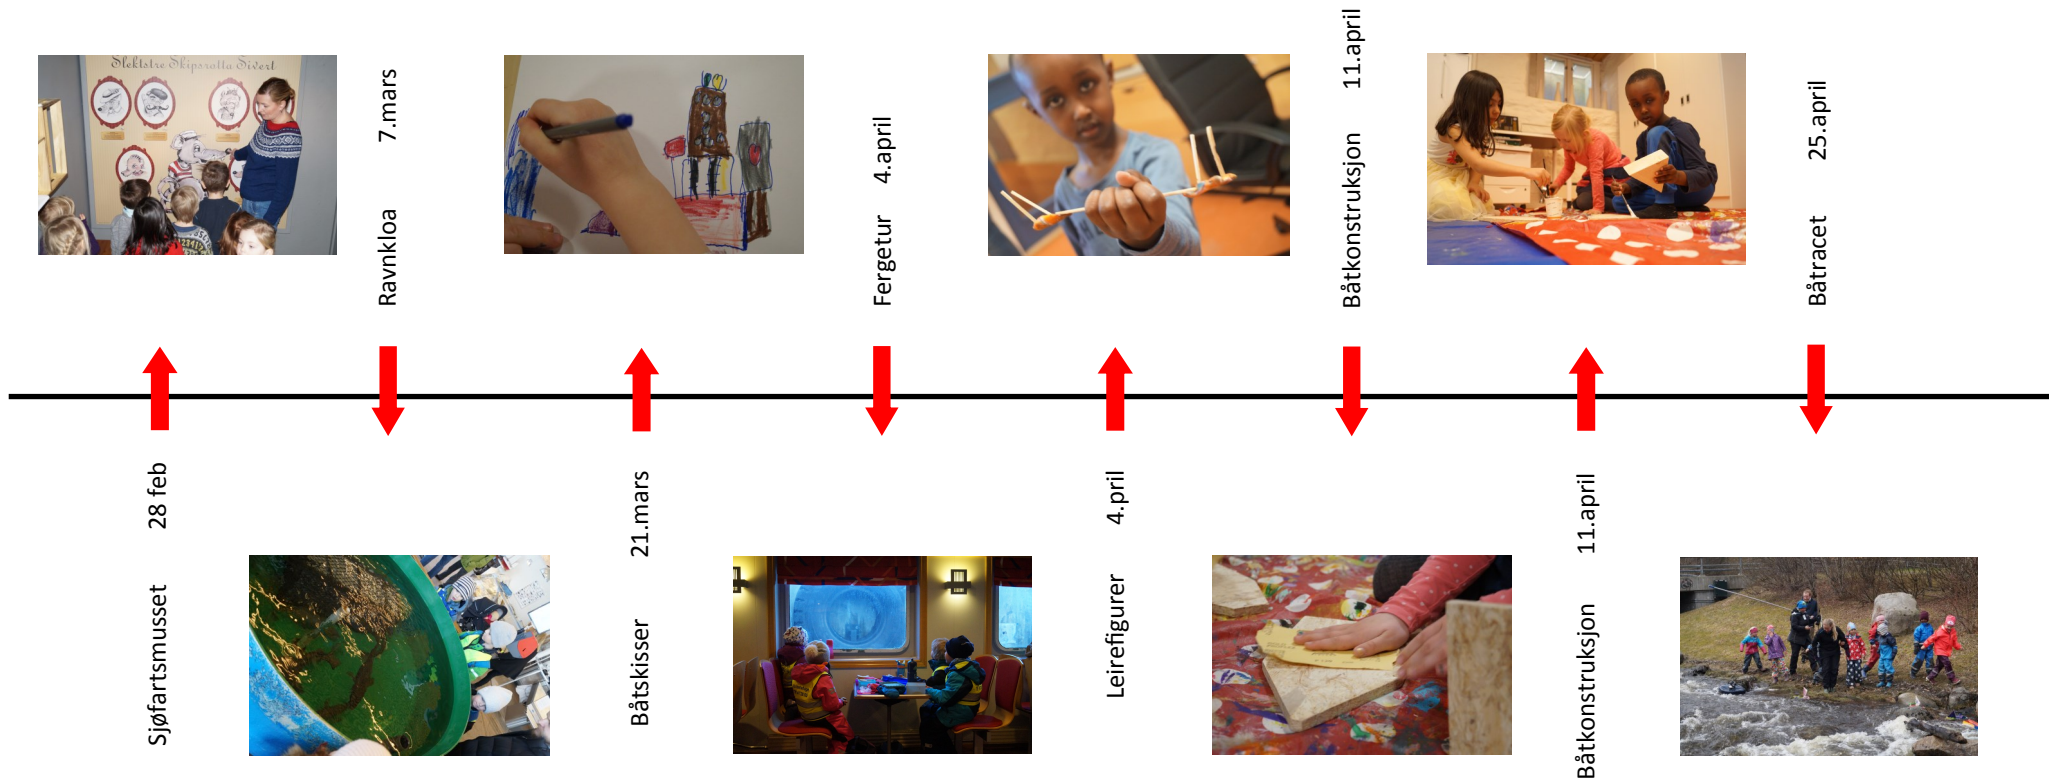 Slektstre Skipsrotta Sivert
Sjøfartsmusset 28 feb
Ravnkloa 7.mars
Båtskisser 21.mars
Fergetur 4.april
Leirefigurer 4.pril
Båtkonstruksjon 11.april
Båtkonstruksjon 11.april
Båtracet 25.april